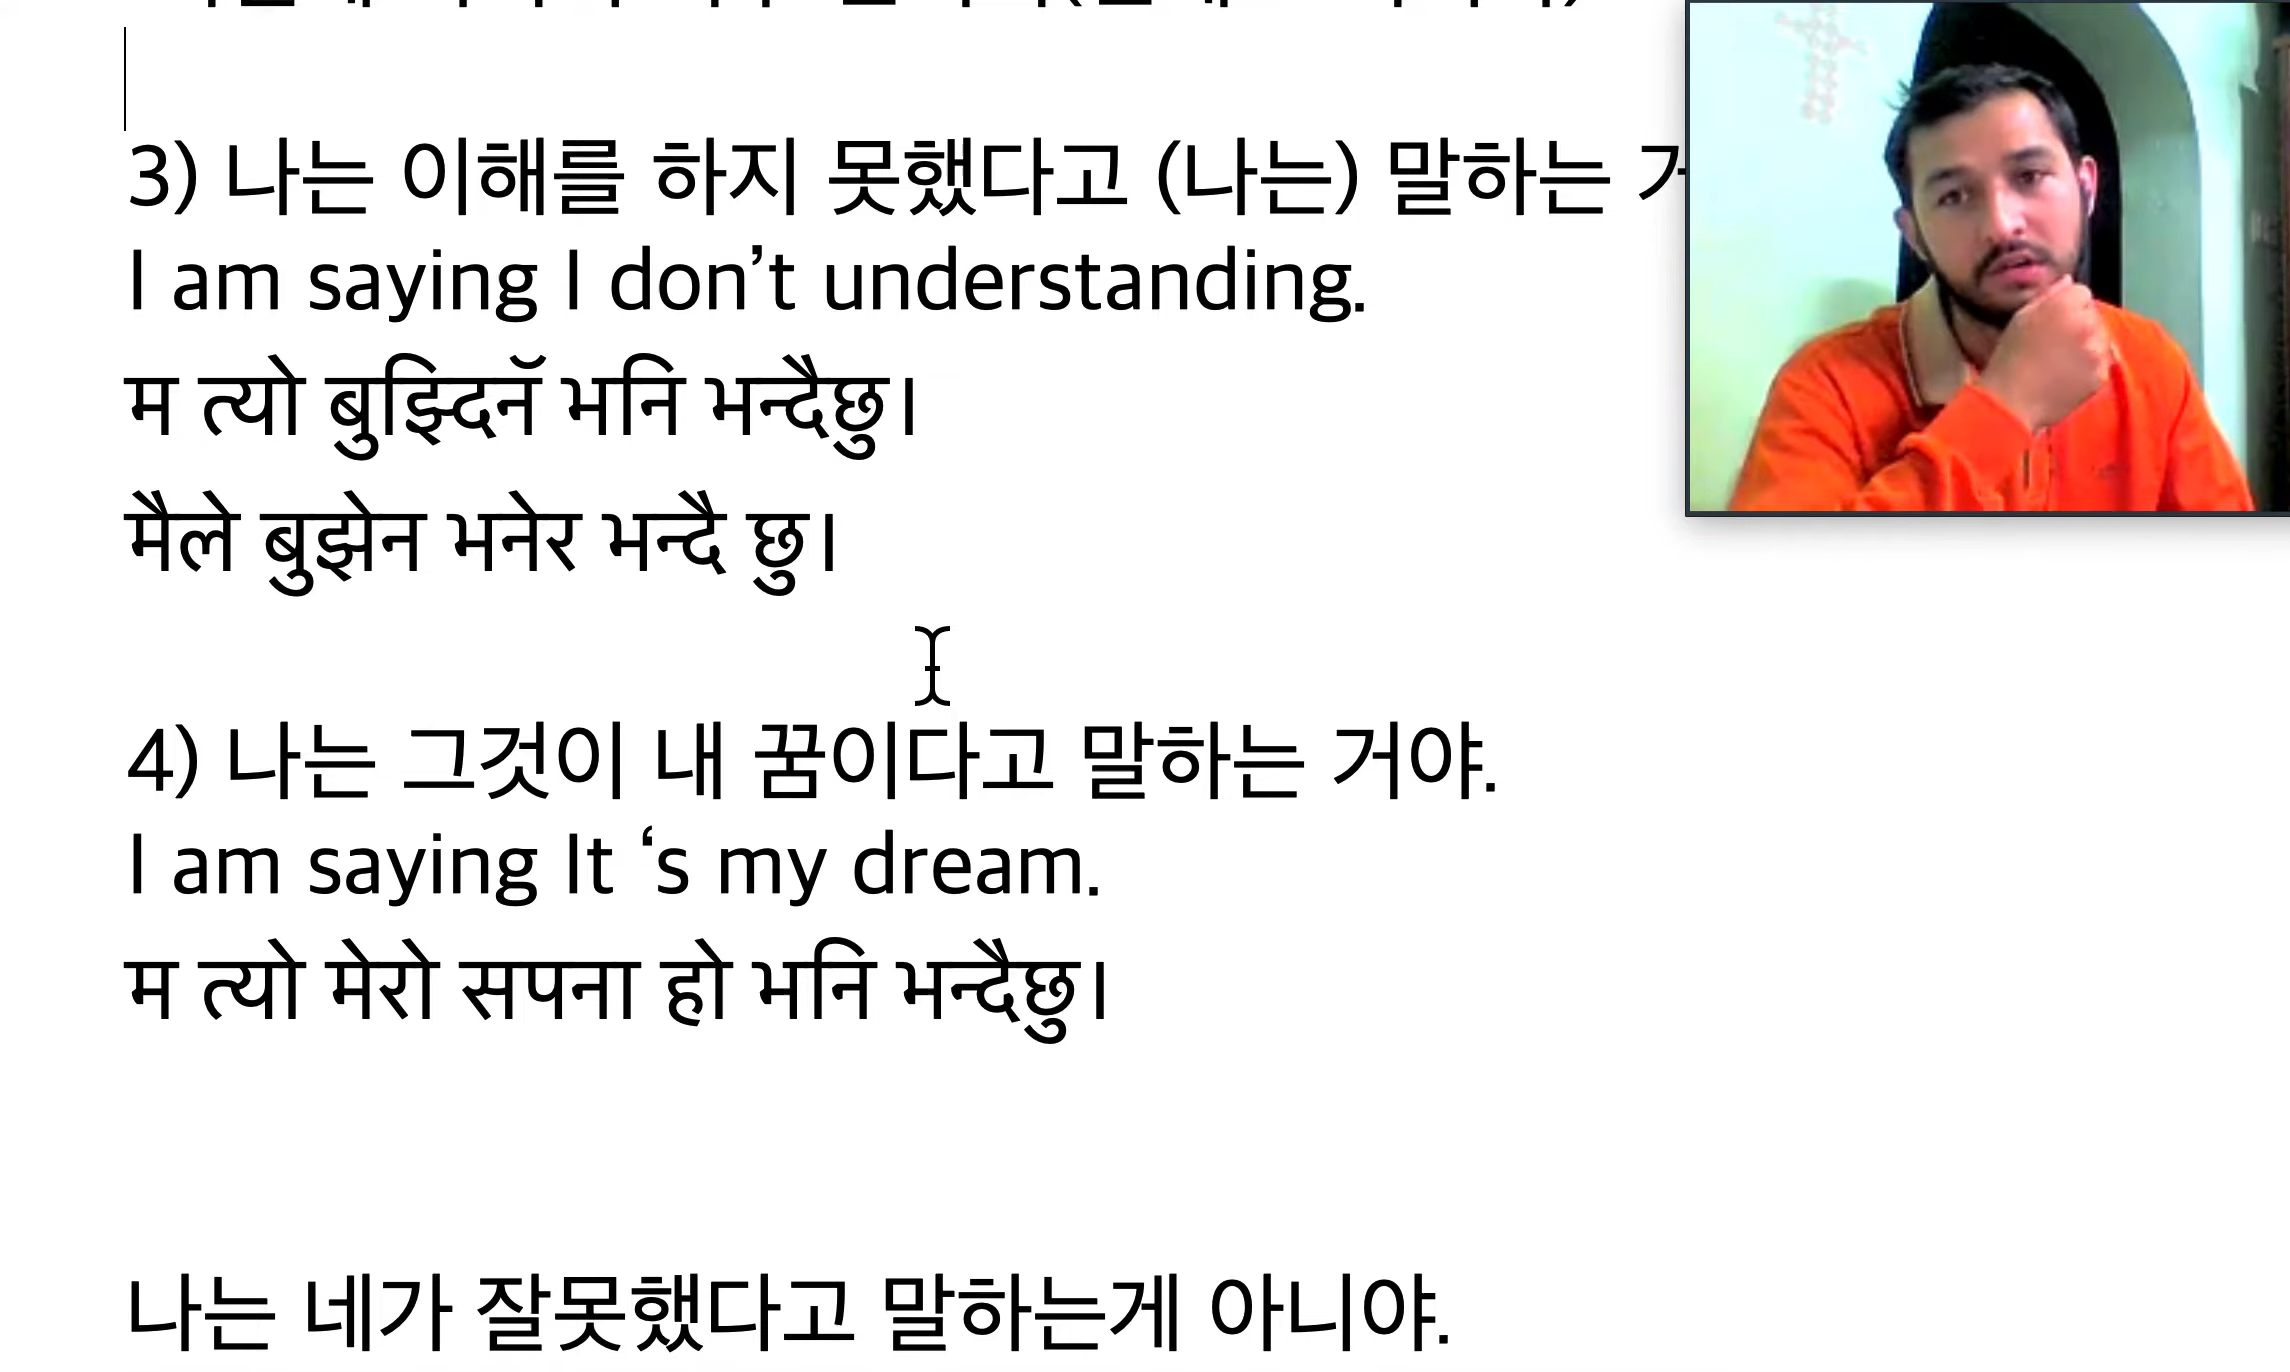 3) 나는 이해를 하지 못했다고 (나는) 말하는
I am saying I don’t understanding.
म त्यो बुझ्दिनॅ भनि भन्दैछु।
मैले बुझेन भनेर भन्दै छु।
4) 나는 그것이 내 꿈이다고 말하는 거야.
I am saying It ‘s my dream.
म त्यो मेरो सपना हो भनि भन्दैछु।
나는 네가 잘못했다고 말하는게 아니야.